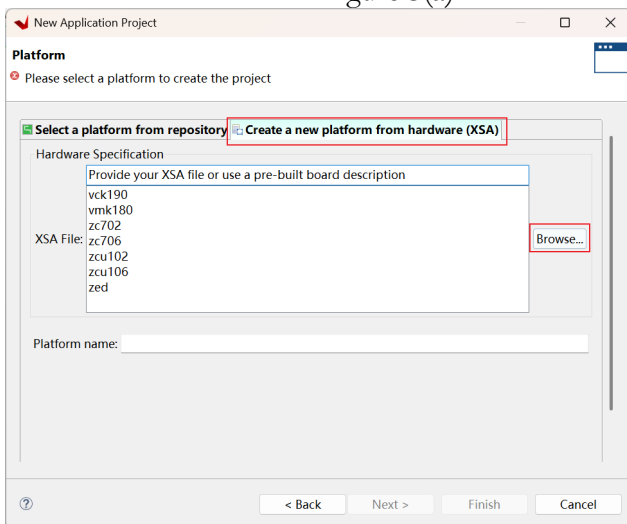 New Application Project
Platform
Please select a platform to create the project
Select a platform from repository Create a new platform from hardware (XSA)
Hardware Specification
Provide your XSA file or use a pre-built board description
vck190
vmk180
zc702
XSA File: zc706 Browse...
zcu102
zcu106
zed
Platform name:
< Back Next > Finish Cancel